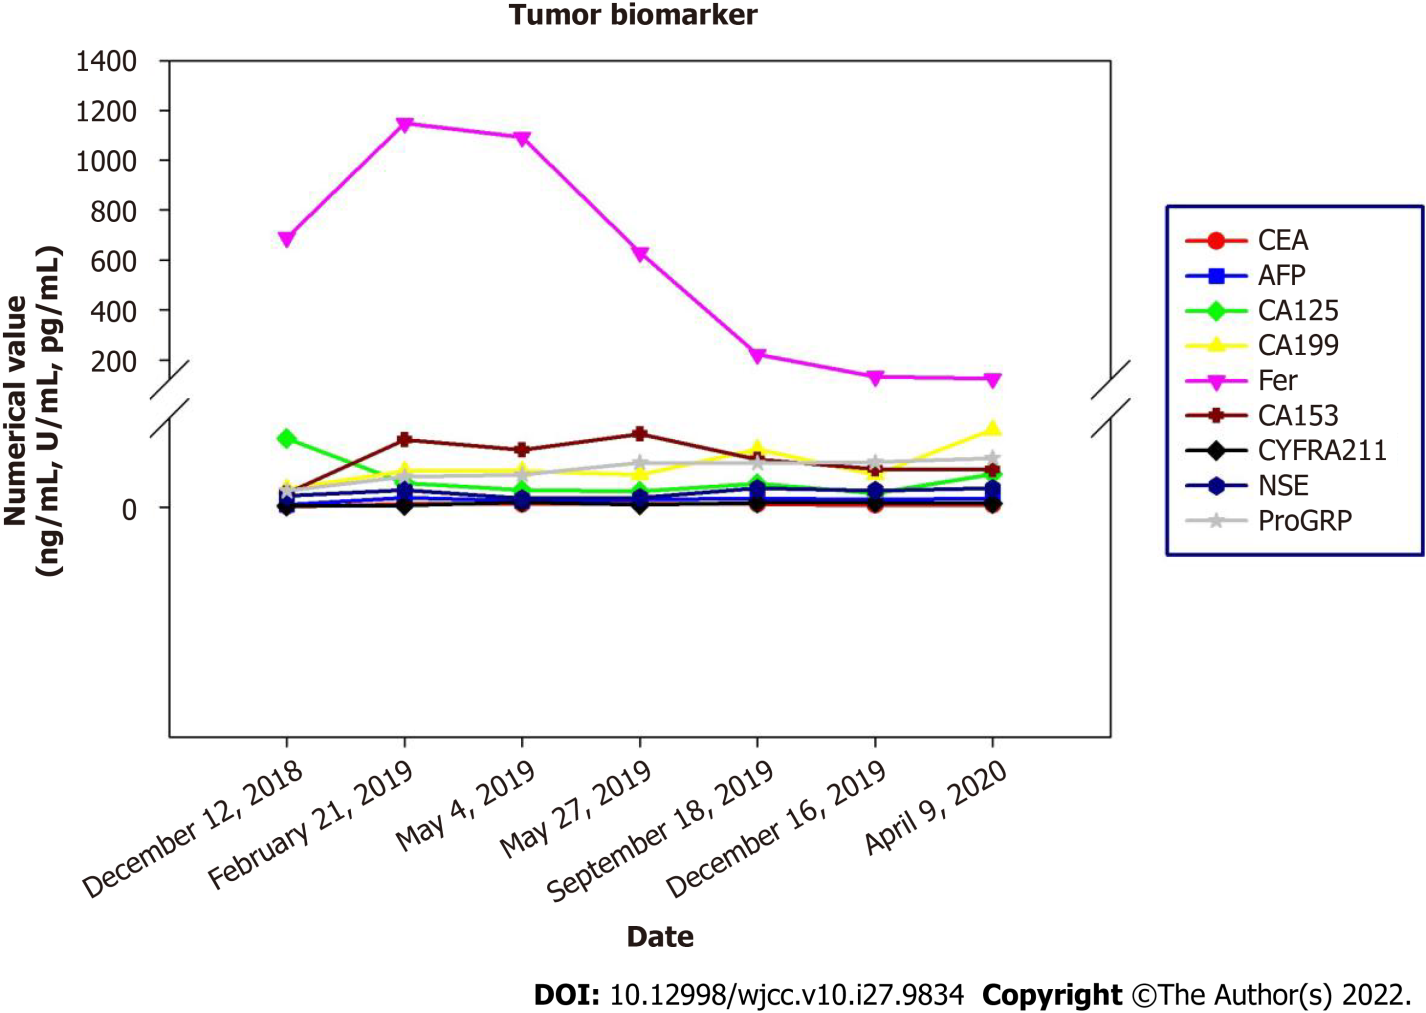 Tumor biomarker
1400
1200
1000
800
600
400
200
0
Numerical value
(ng/mL, U/mL, pg/mL)
CEA
AFP
CA125
CA199
Fer
CA153
CYFRA211
NSE
ProGRP
December 12, 2018
February 21, 2019
May 4, 2019
May 27, 2019
September 18, 2019
December 16, 2019
April 9, 2020
Date
DOI: 10.12998/wjcc.v10.i27.9834 Copyright ©The Author(s) 2022.